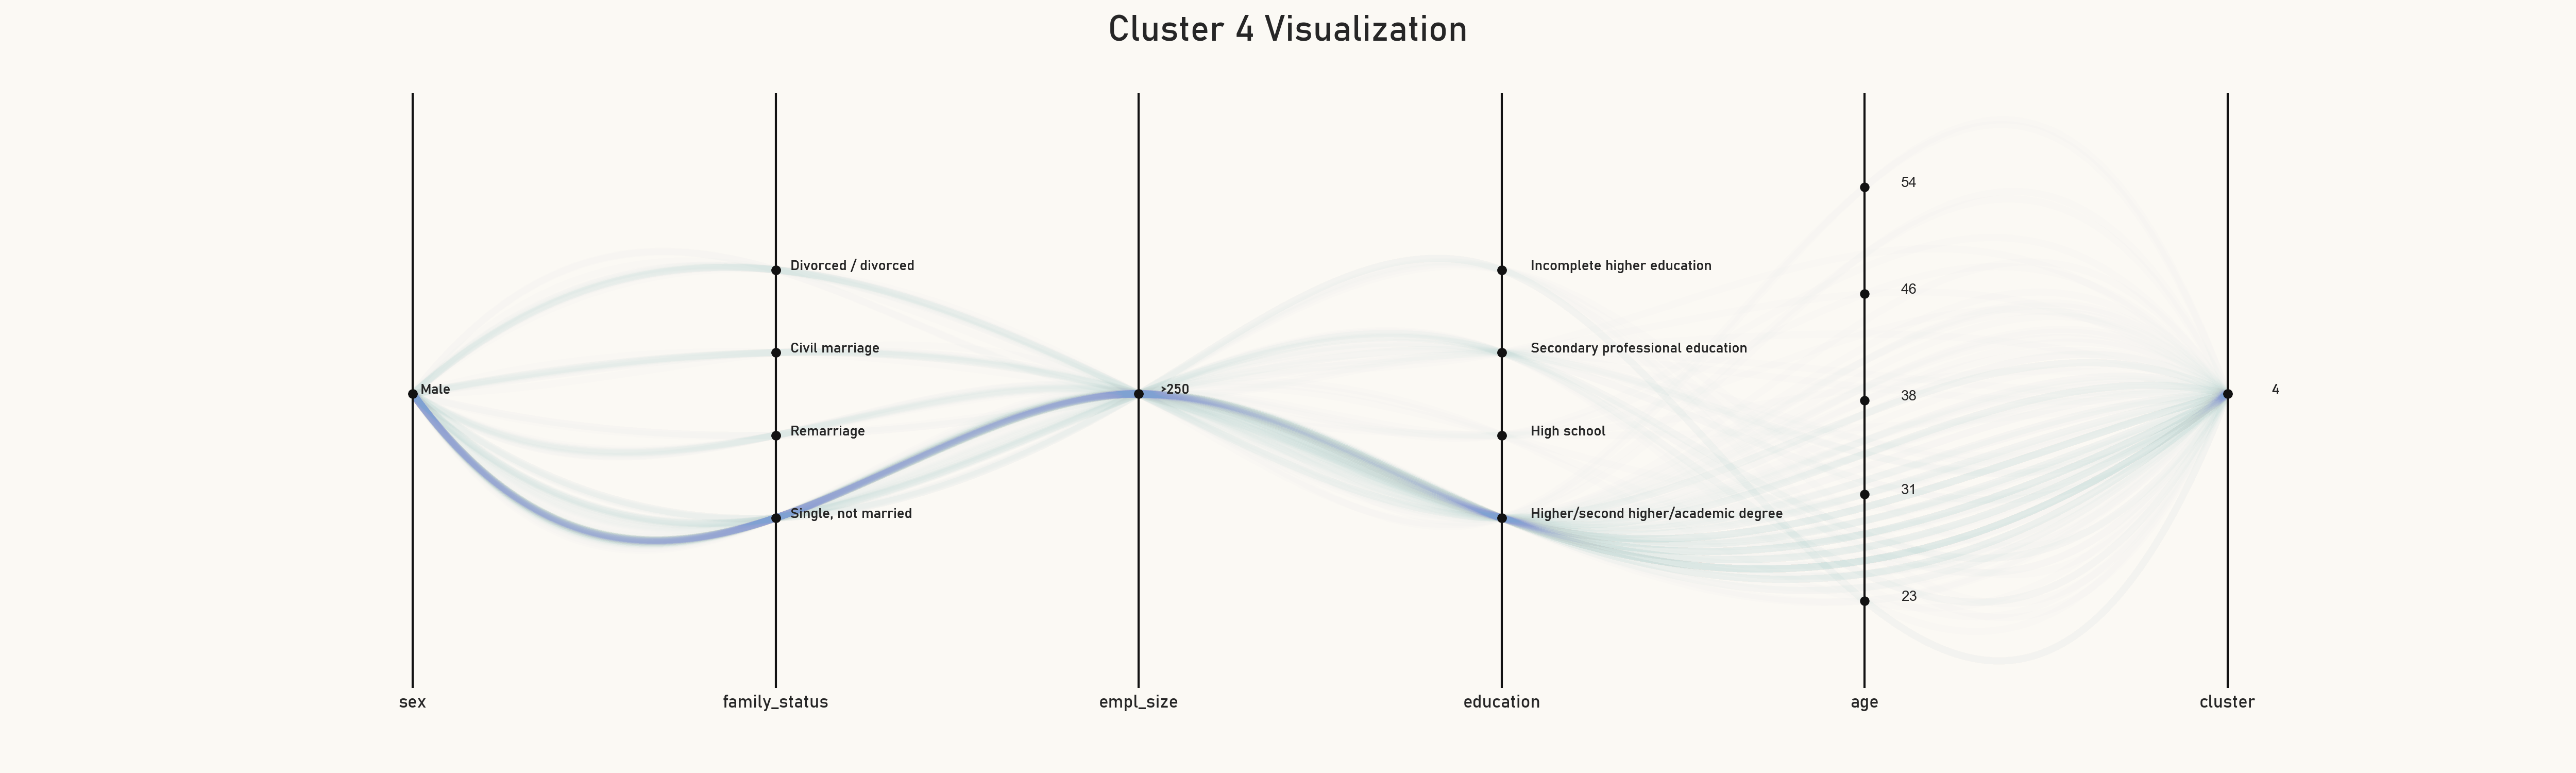 Cluster 4 Visualization
Male
Divorced / divorced
Civil marriage
Remarriage
Single, not married
>250
Incomplete higher education
Secondary professional education
High school
Higher/second higher/academic degree
54
46
38
31
23
4
sex
family_status
empl_size
education
age
cluster